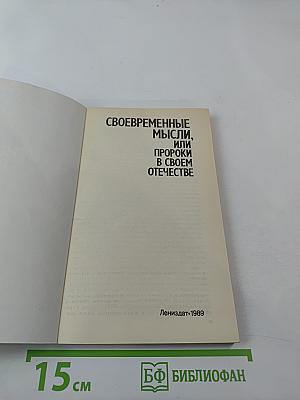 СВОЕВРЕМЕННЫЕ
МЫСЛИ,
ИЛИ
ПРОРОКИ
В СВОЕМ
ОТЕЧЕСТВЕ
Лениздат·1989
15 см
БФ БИБЛИОФАН